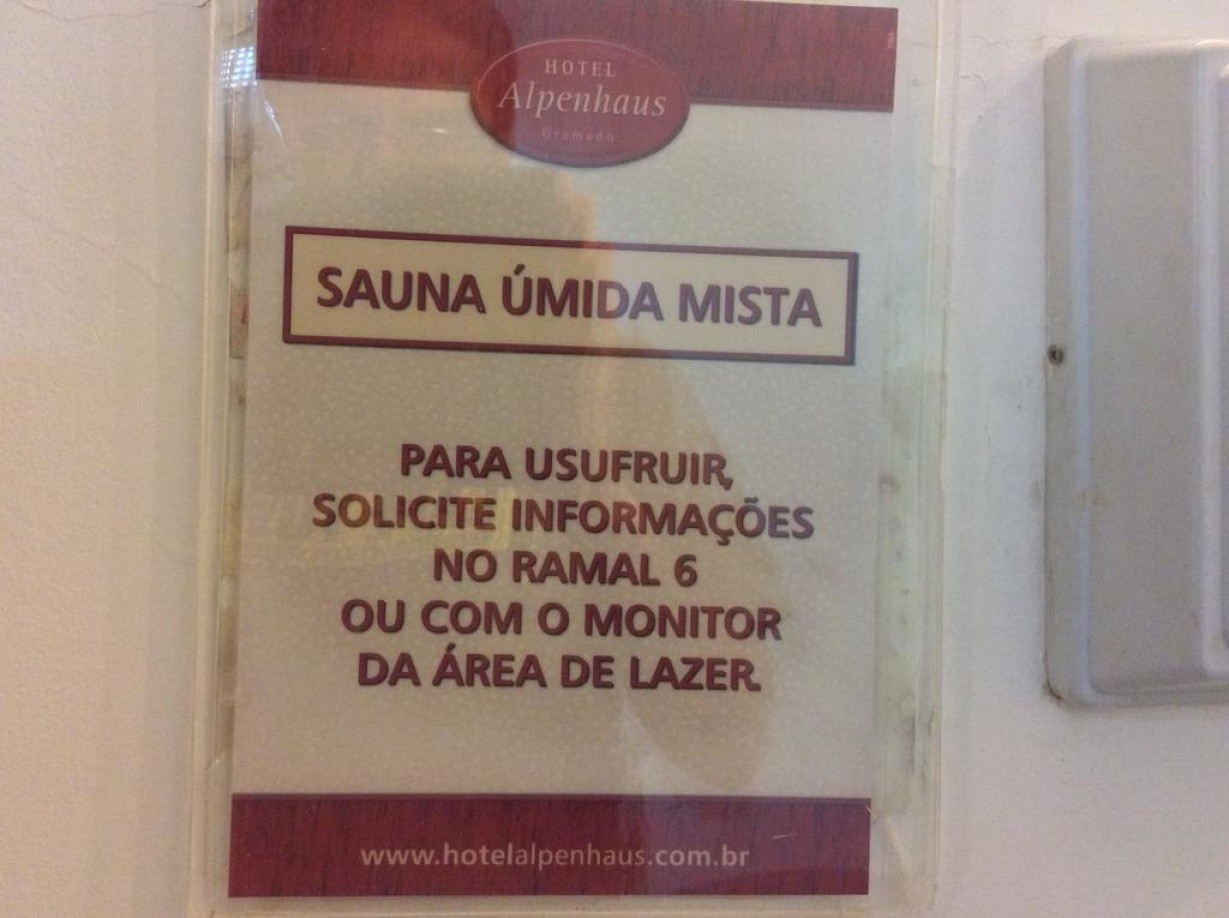 HOTEL
Alpenhaus
Gramado
SAUNA ÚMIDA MISTA
PARA USUFRUIR,
SOLICITE INFORMAÇÕES
NO RAMAL 6
OU COM O MONITOR
DA ÁREA DE LAZER.
www.hotelalpenhaus.com.br